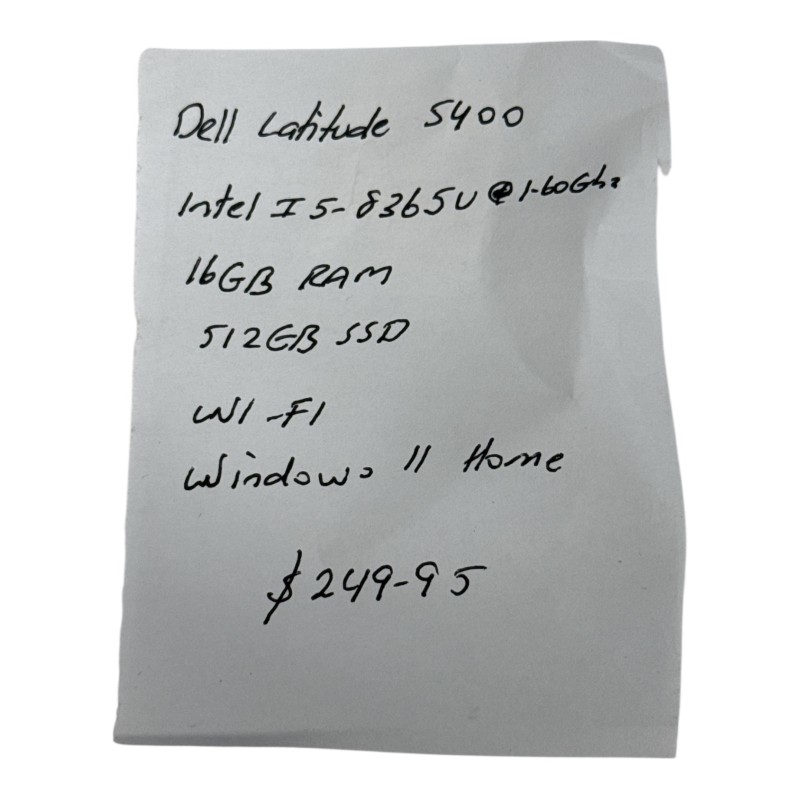 Dell Latitude 5400
Intel I5-8365U @ 1.60Ghz
16GB RAM
512GB SSD
WI-FI
Windows 11 Home
$249-95